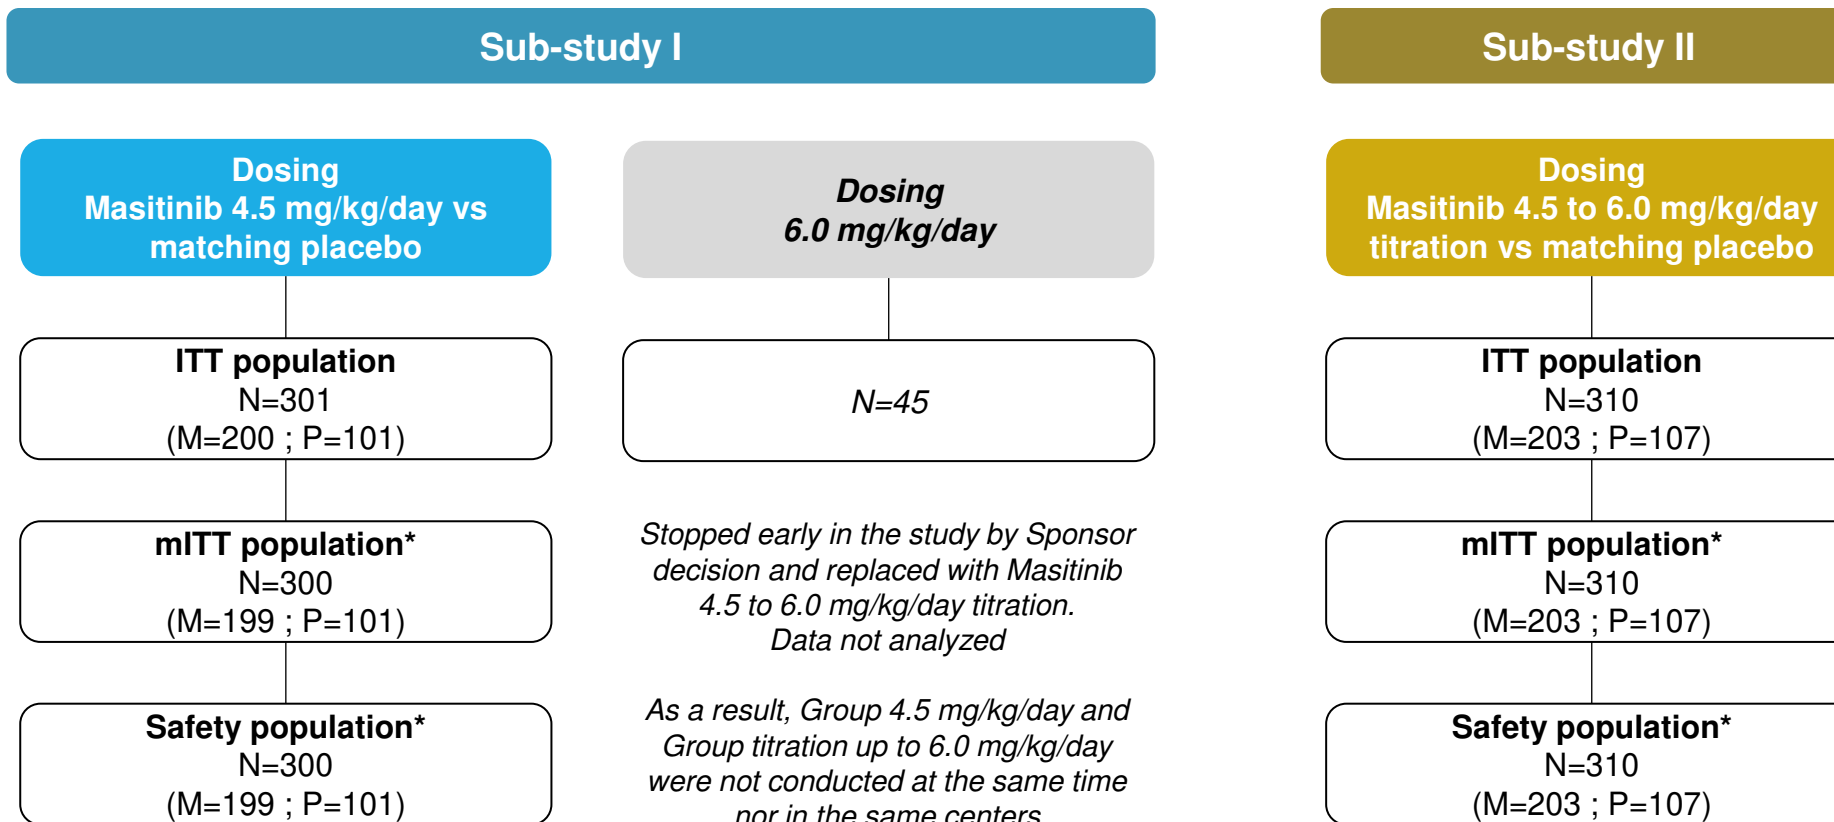 Sub-study I
Dosing
Masitinib 4.5 mg/kg/day vs
matching placebo
ITT population
N=301
(M=200 ; P=101)
mITT population*
N=300
(M=199 ; P=101)
Safety population*
N=300
(M=199 ; P=101)
Dosing
6.0 mg/kg/day
N=45
Stopped early in the study by Sponsor
decision and replaced with Masitinib
4.5 to 6.0 mg/kg/day titration.
Data not analyzed
As a result, Group 4.5 mg/kg/day and
Group titration up to 6.0 mg/kg/day
were not conducted at the same time
nor in the same centers
Sub-study II
Dosing
Masitinib 4.5 to 6.0 mg/kg/day
titration vs matching placebo
ITT population
N=310
(M=203 ; P=107)
mITT population*
N=310
(M=203 ; P=107)
Safety population*
N=310
(M=203 ; P=107)